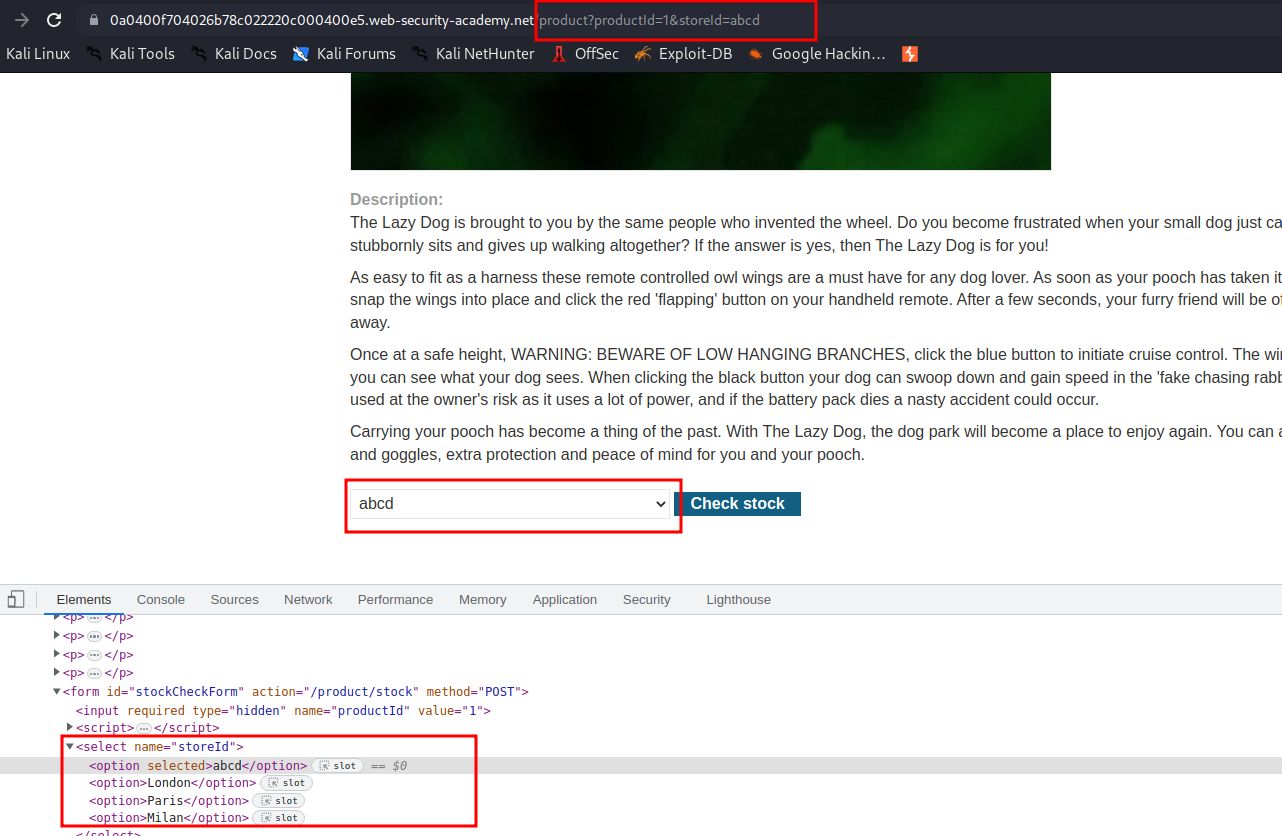 0a0400f704026b78c022220c000400e5.web-security-academy.net/product?productId=1&storeId=abcd
Kali Linux Kali Tools Kali Docs Kali Forums Kali NetHunter OffSec Exploit-DB Google Hackin…
Description:
The Lazy Dog is brought to you by the same people who invented the wheel. Do you become frustrated when your small dog just ca
stubbornly sits and gives up walking altogether? If the answer is yes, then The Lazy Dog is for you!
As easy to fit as a harness these remote controlled owl wings are a must have for any dog lover. As soon as your pooch has taken it
snap the wings into place and click the red 'flapping' button on your handheld remote. After a few seconds, your furry friend will be of
away.
Once at a safe height, WARNING: BEWARE OF LOW HANGING BRANCHES, click the blue button to initiate cruise control. The win
you can see what your dog sees. When clicking the black button your dog can swoop down and gain speed in the 'fake chasing rabb
used at the owner's risk as it uses a lot of power, and if the battery pack dies a nasty accident could occur.
Carrying your pooch has become a thing of the past. With The Lazy Dog, the dog park will become a place to enjoy again. You can a
and goggles, extra protection and peace of mind for you and your pooch.
abcd Check stock
Elements Console Sources Network Performance Memory Application Security Lighthouse
<p>…</p>
<p>…</p>
<p>…</p>
<p>…</p>
<form id="stockCheckForm" action="/product/stock" method="POST">
<input required type="hidden" name="productId" value="1">
<script>…</script>
<select name="storeId">
<option selected>abcd</option> slot == $0
<option>London</option> slot
<option>Paris</option> slot
<option>Milan</option> slot
</select>